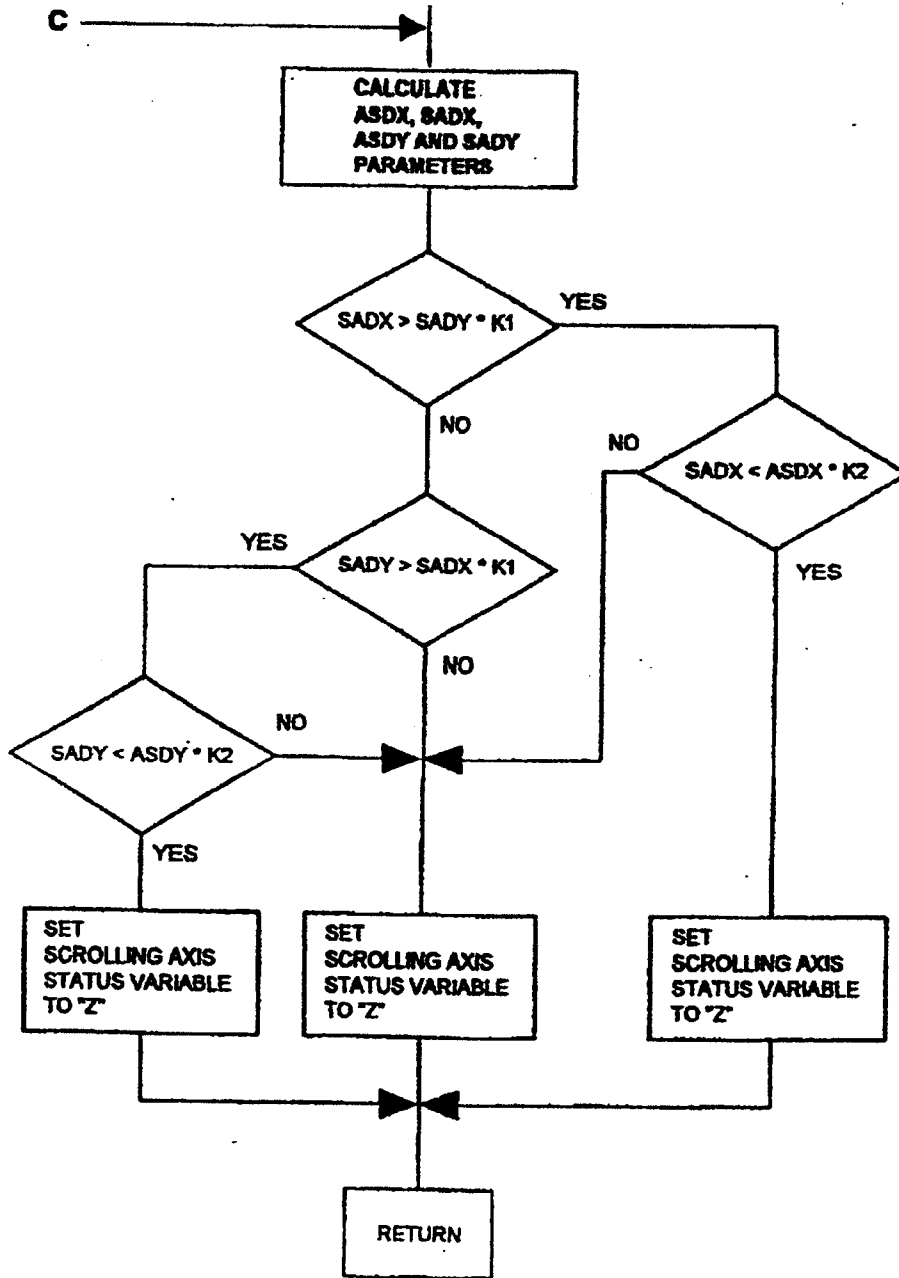 C
CALCULATE
ASDX, SADX,
ASDY AND SADY
PARAMETERS
SADX > SADY * K1
YES
NO
NO
SADX < ASDX * K2
YES
SADY > SADX * K1
YES
NO
SADY < ASDY * K2
NO
YES
SET
SCROLLING AXIS
STATUS VARIABLE
TO "Z"
SET
SCROLLING AXIS
STATUS VARIABLE
TO "Z"
SET
SCROLLING AXIS
STATUS VARIABLE
TO "Z"
RETURN